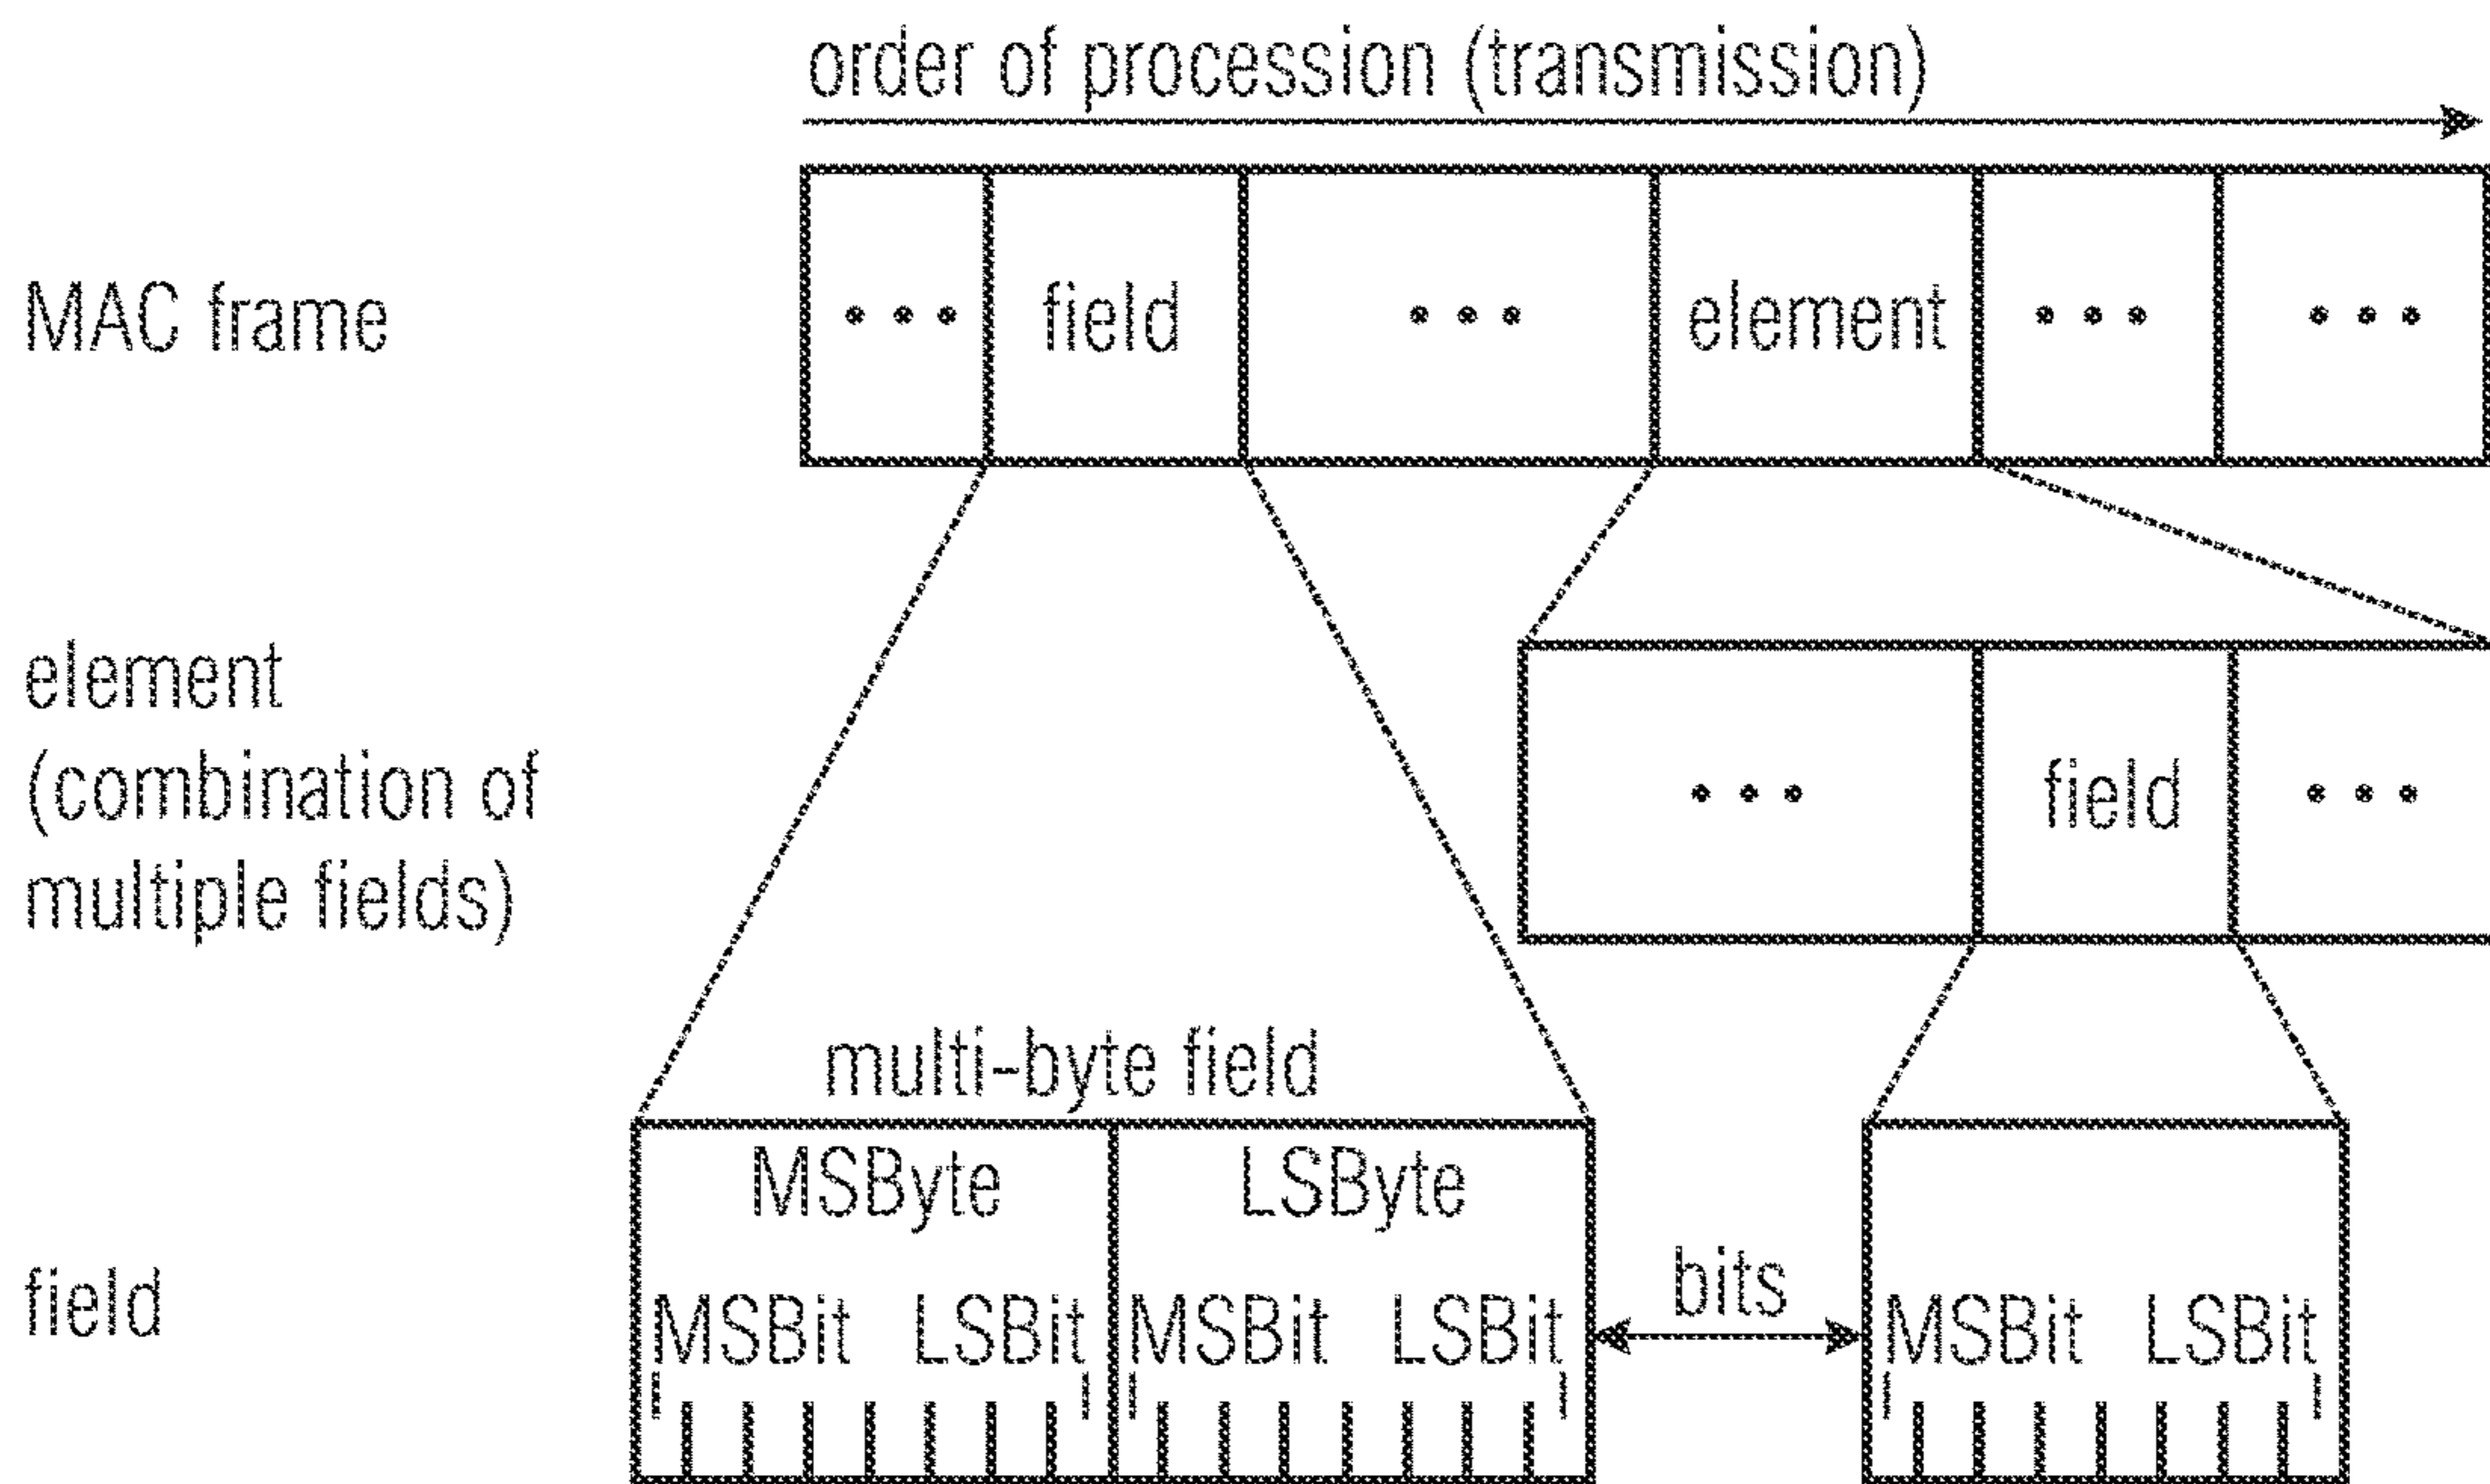 order of procession (transmission)
MAC frame
••• field ••• element ••• •••
element
(combination of
multiple fields)
••• field •••
multi-byte field
MSByte LSByte
field
bits
MSBit LSBit MSBit LSBit MSBit LSBit